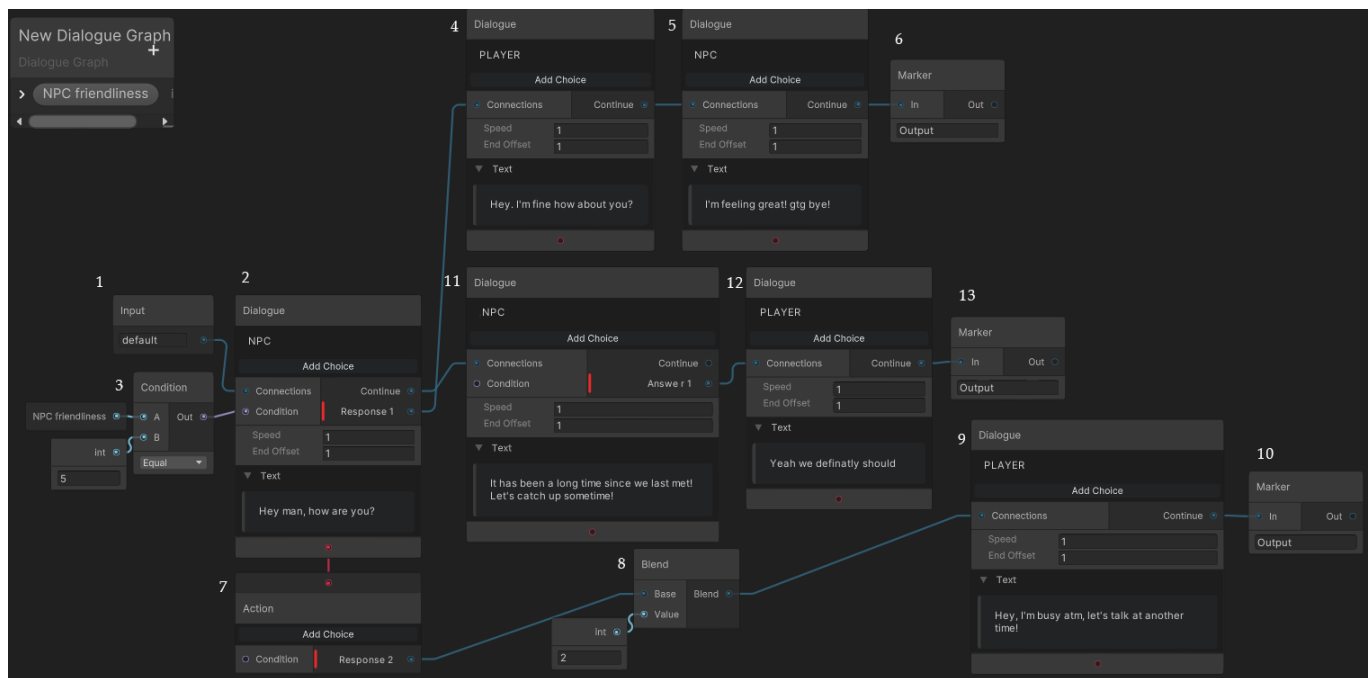 New Dialogue Graph
+
Dialogue Graph
NPC friendliness
4
Dialogue
PLAYER
Add Choice
Connections
Continue
Speed
1
End Offset
1
Text
Hey. I'm fine how about you?
5
Dialogue
NPC
Add Choice
Connections
Continue
Speed
1
End Offset
1
Text
I'm feeling great! gtg bye!
6
Marker
In
Out
Output
1
Input
default
2
Dialogue
NPC
Add Choice
Connections
Continue
Condition
Response 1
Speed
1
End Offset
1
Text
Hey man, how are you?
3
Condition
A
Out
B
Equal
NPC friendliness
int
5
11
Dialogue
NPC
Add Choice
Connections
Continue
Condition
Answe r 1
Speed
1
End Offset
1
Text
It has been a long time since we last met!
Let's catch up sometime!
12
Dialogue
PLAYER
Add Choice
Connections
Continue
Speed
1
End Offset
1
Text
Yeah we definatly should
13
Marker
In
Out
Output
7
Action
Add Choice
Condition
Response 2
8
Blend
Base
Blend
Value
Int
2
9
Dialogue
PLAYER
Add Choice
Connections
Continue
Speed
1
End Offset
1
Text
Hey, I'm busy atm, let's talk at another
time!
10
Marker
In
Out
Output